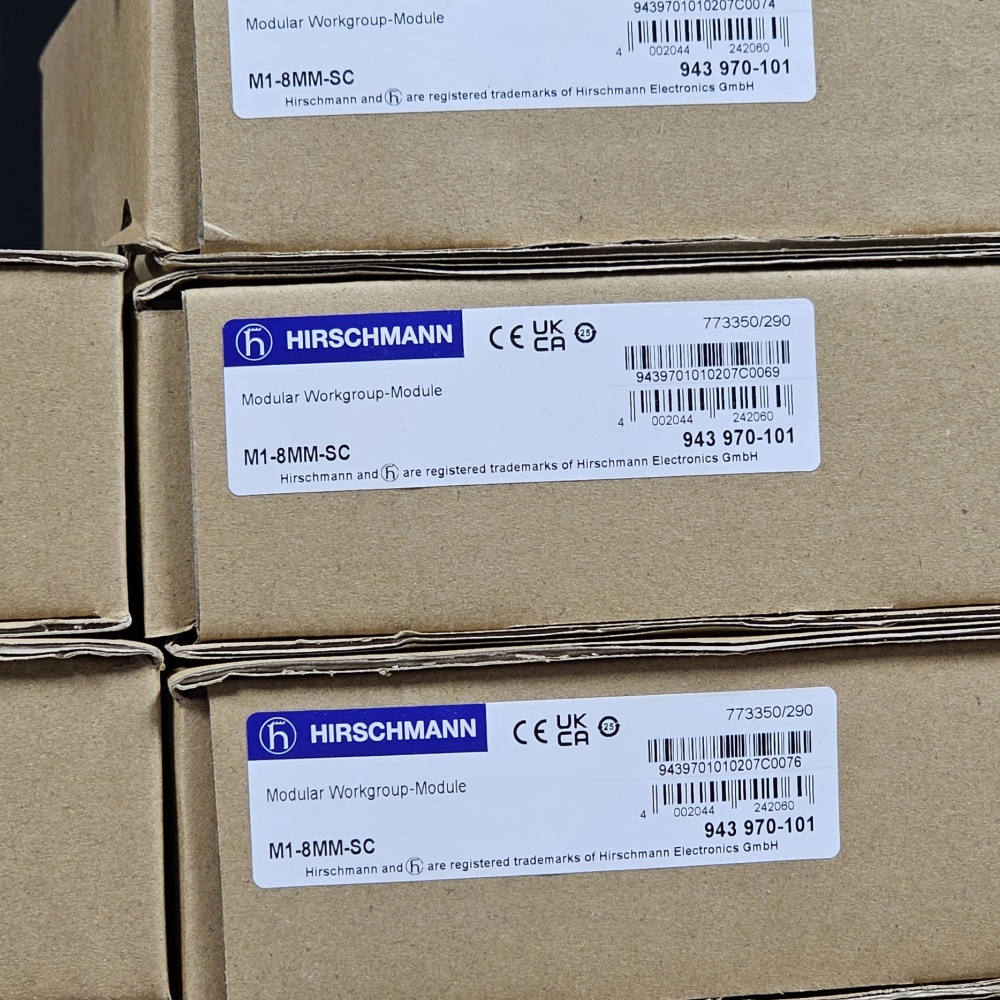 Modular Workgroup-Module
9439701010207C0074
4 002044 242060
943 970-101
M1-8MM-SC
Hirschmann and h are registered trademarks of Hirschmann Electronics GmbH
h HIRSCHMANN CE UK CA 25 773350/290
9439701010207C0069
Modular Workgroup-Module
4 002044 242060
943 970-101
M1-8MM-SC
Hirschmann and h are registered trademarks of Hirschmann Electronics GmbH
h HIRSCHMANN CE UK CA 25 773350/290
9439701010207C0076
Modular Workgroup-Module
4 002044 242060
943 970-101
M1-8MM-SC
Hirschmann and h are registered trademarks of Hirschmann Electronics GmbH